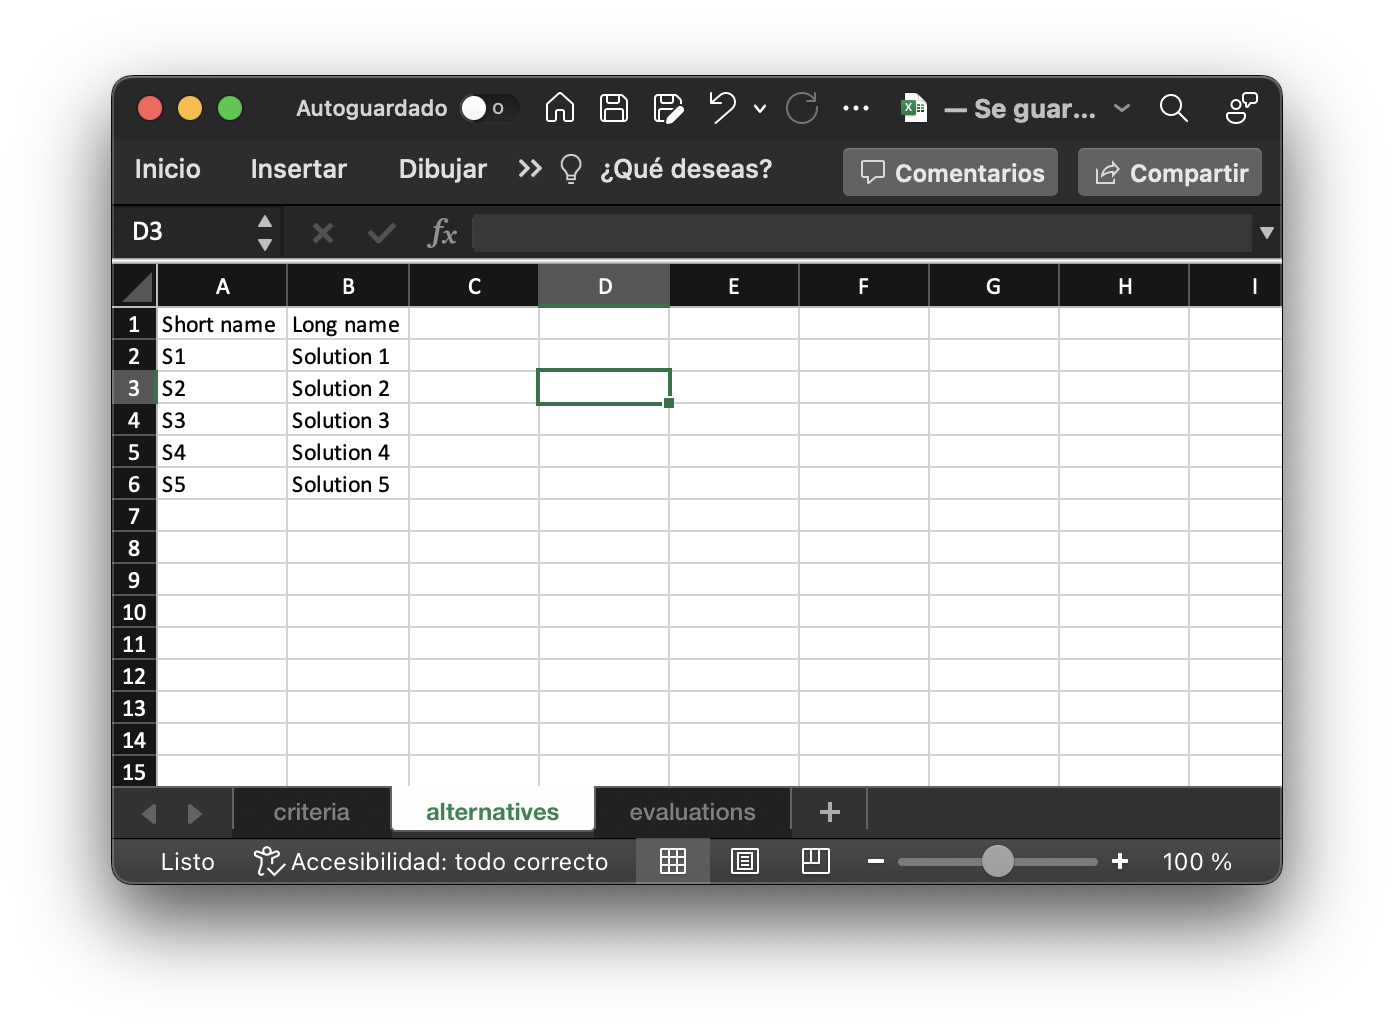 Autoguardado — Se guar...
Inicio Insertar Dibujar >> ¿Qué deseas? Comentarios Compartir
D3 fx
A B C D E F G H I
1 Short name Long name
2 S1 Solution 1
3 S2 Solution 2
4 S3 Solution 3
5 S4 Solution 4
6 S5 Solution 5
7
8
9
10
11
12
13
14
15
criteria alternatives evaluations +
Listo Accesibilidad: todo correcto − + 100 %